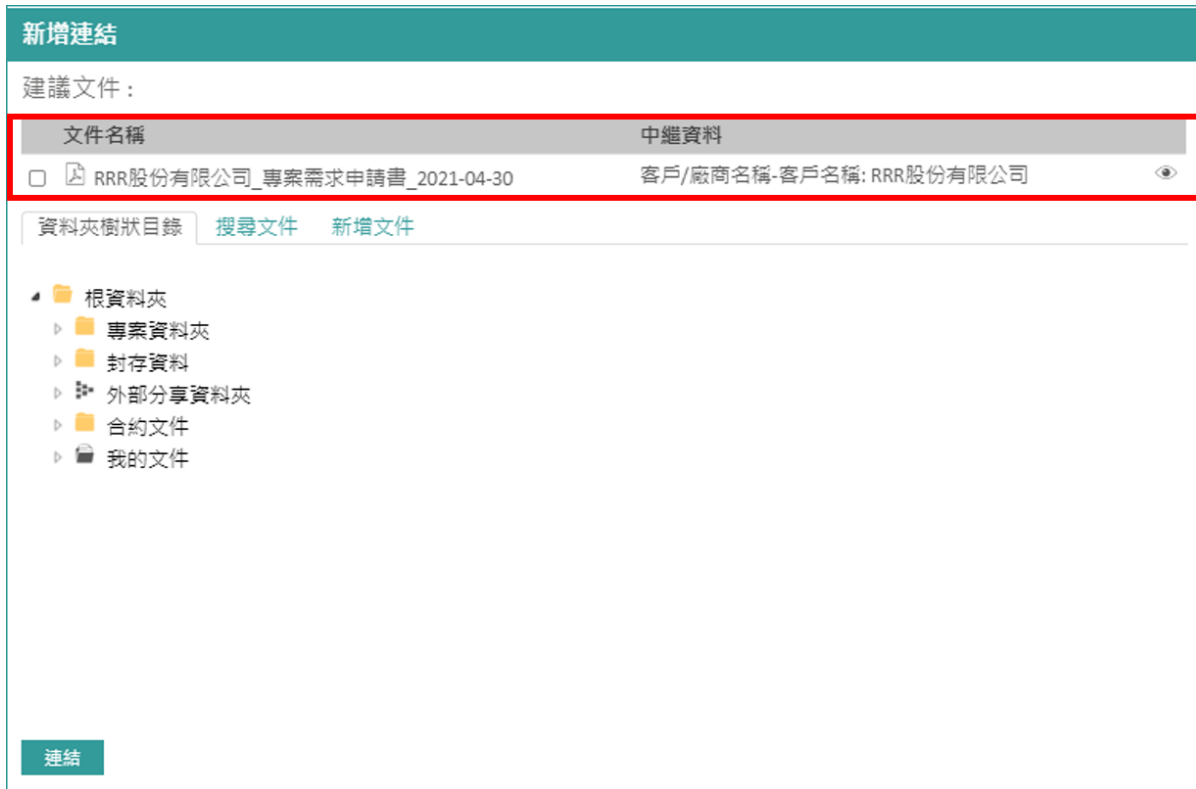 新增連結
建議文件 :
文件名稱 中繼資料
RRR股份有限公司_專案需求申請書_2021-04-30 客戶/廠商名稱-客戶名稱: RRR股份有限公司
資料夾樹狀目錄 搜尋文件 新增文件
根資料夾
專案資料夾
封存資料
外部分享資料夾
合約文件
我的文件
連結